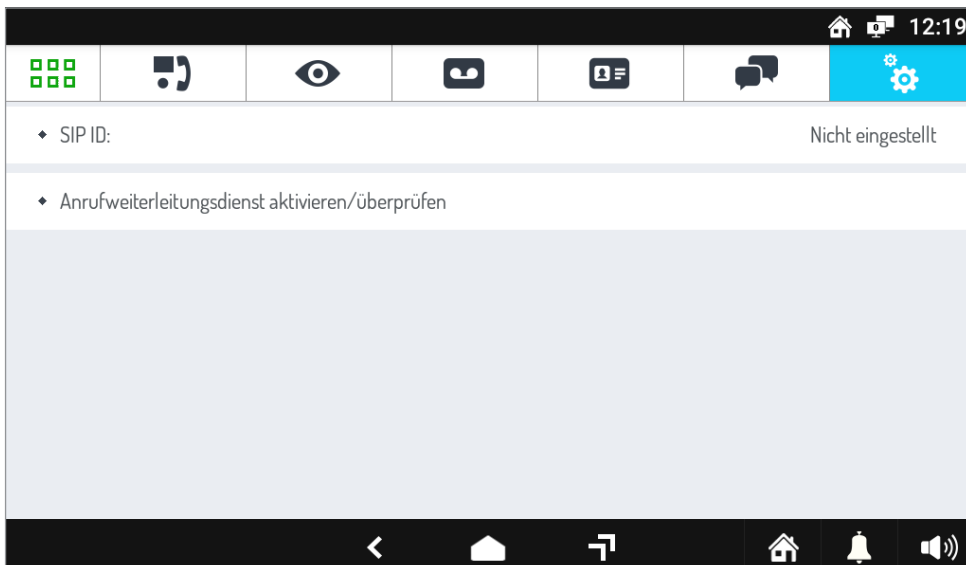 12:19
SIP ID:
Nicht eingestellt
Anrufweiterleitungsdienst aktivieren/überprüfen